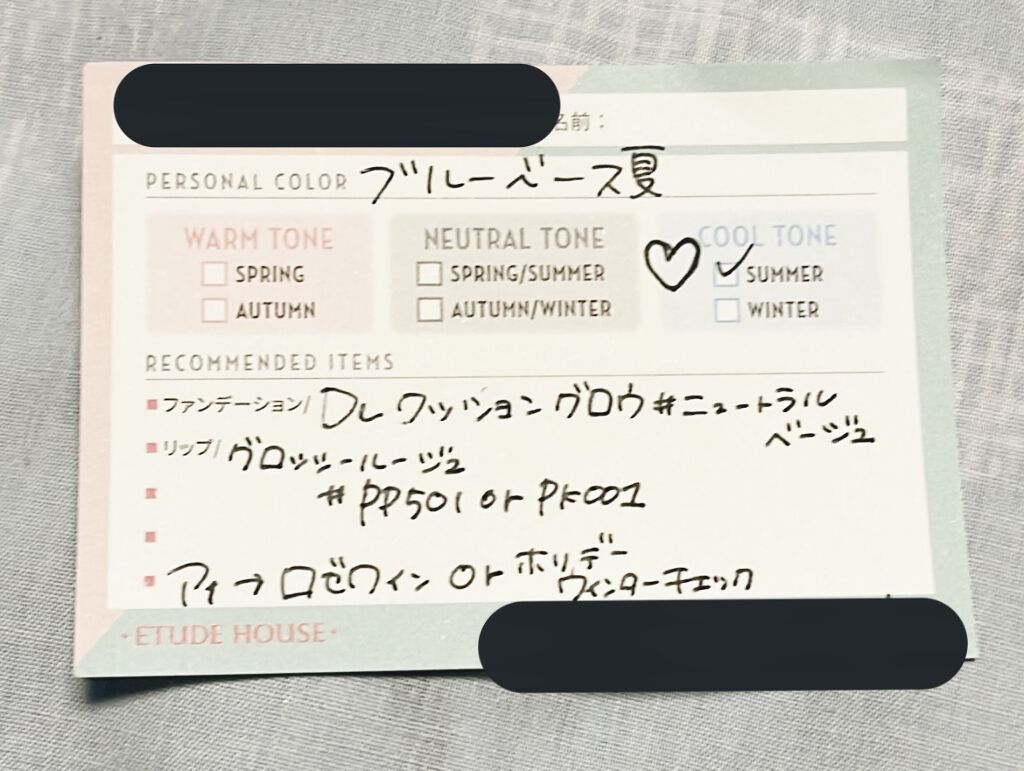 名前：
PERSONAL COLOR ブルーベース夏
WARM TONE
SPRING
AUTUMN
NEUTRAL TONE
SPRING/SUMMER
AUTUMN/WINTER
COOL TONE
SUMMER
WINTER
RECOMMENDED ITEMS
ファンデーション/ DLクッショングロウ#ニュートラル
ベージュ
リップ/ グロッシールージュ
#PP501 or PK001
アイ→ロゼワイン or ホリデー
ウィンターチェック
ETUDE HOUSE